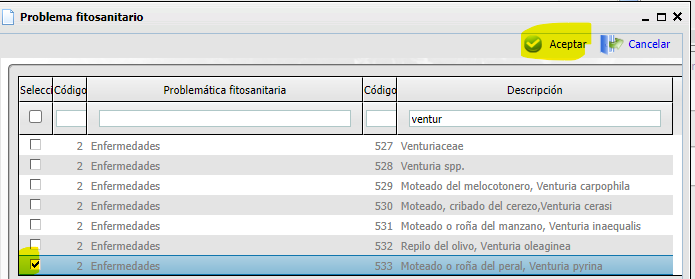 Problema fitosanitario
Aceptar Cancelar
Selecci Código Problemática fitosanitaria Código Descripción
ventur
2 Enfermedades 527 Venturiaceae
2 Enfermedades 528 Venturia spp.
2 Enfermedades 529 Moteado del melocotonero, Venturia carpophila
2 Enfermedades 530 Moteado, cribado del cerezo,Venturia cerasi
2 Enfermedades 531 Moteado o roña del manzano, Venturia inaequalis
2 Enfermedades 532 Repilo del olivo, Venturia oleaginea
2 Enfermedades 533 Moteado o roña del peral, Venturia pyrina